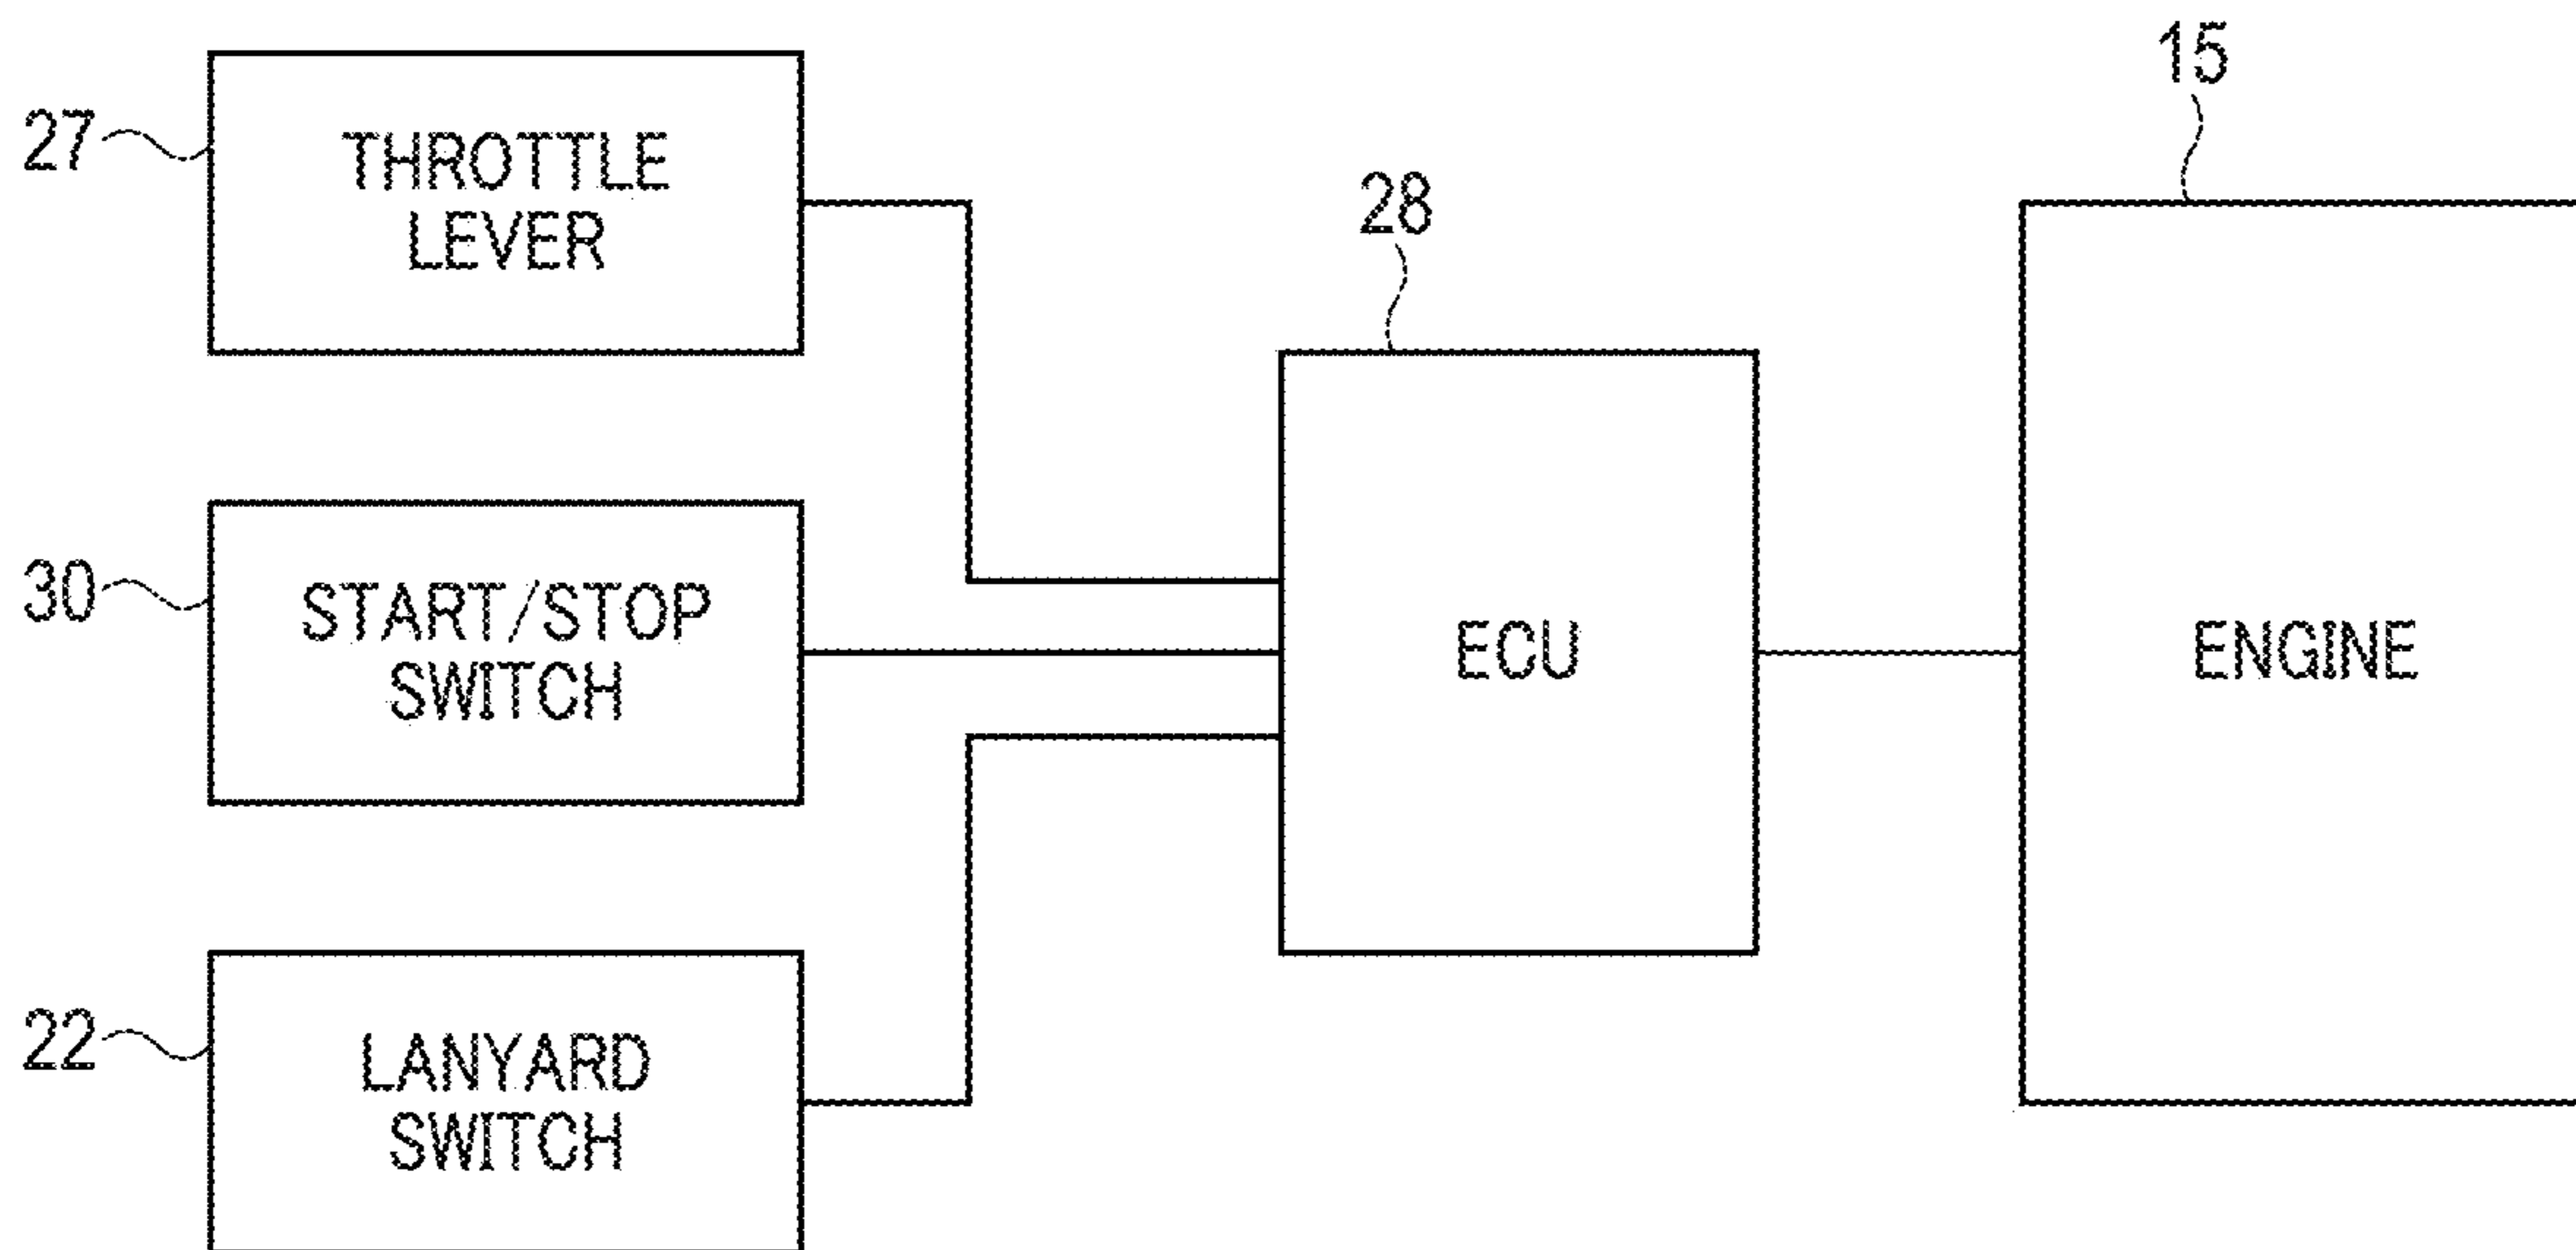 15
27
THROTTLE
LEVER
28
30
START/STOP
SWITCH
ECU
ENGINE
22
LANYARD
SWITCH